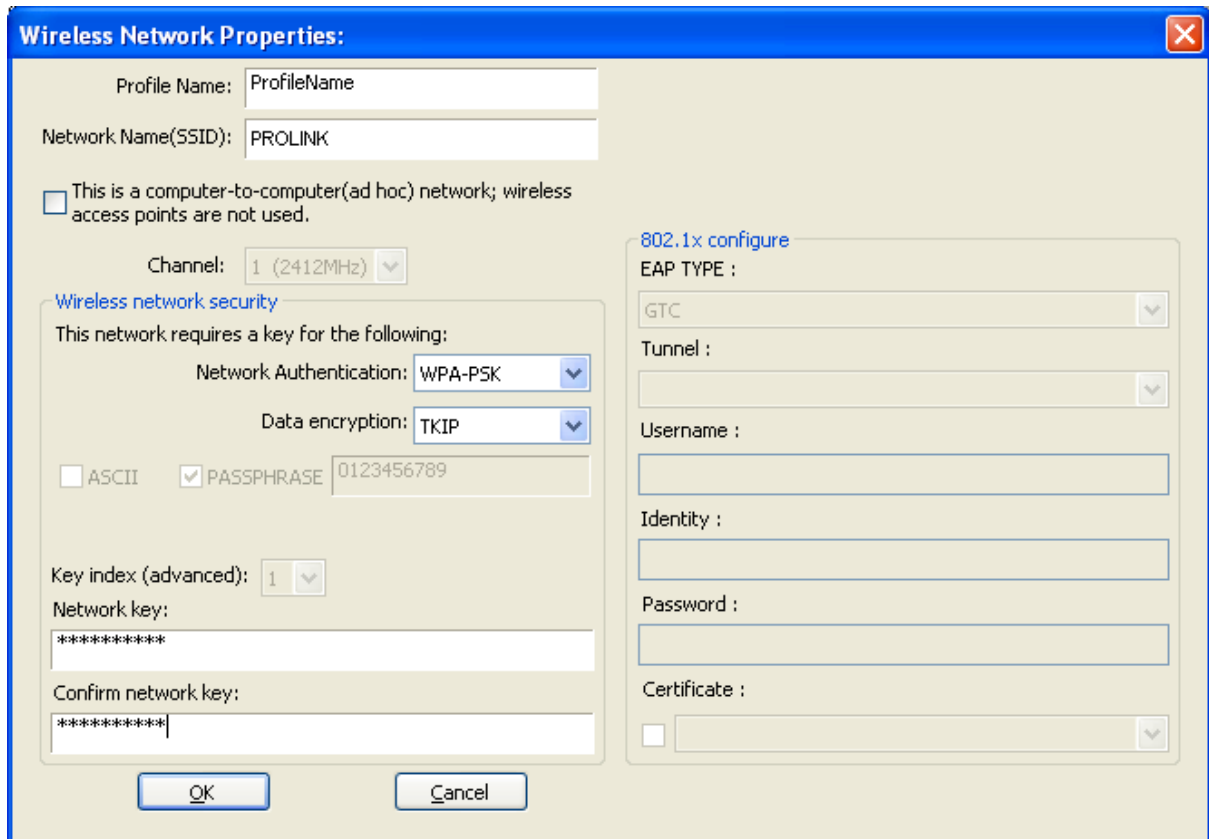 Wireless Network Properties:
Profile Name: ProfileName
Network Name(SSID): PROLINK
This is a computer-to-computer(ad hoc) network; wireless
access points are not used.
Channel: 1 (2412MHz)
Wireless network security
This network requires a key for the following:
Network Authentication: WPA-PSK
Data encryption: TKIP
ASCII PASSPHRASE 0123456789
Key index (advanced): 1
Network key:
**********
Confirm network key:
**********
OK Cancel
802.1x configure
EAP TYPE :
GTC
Tunnel :
Username :
Identity :
Password :
Certificate :